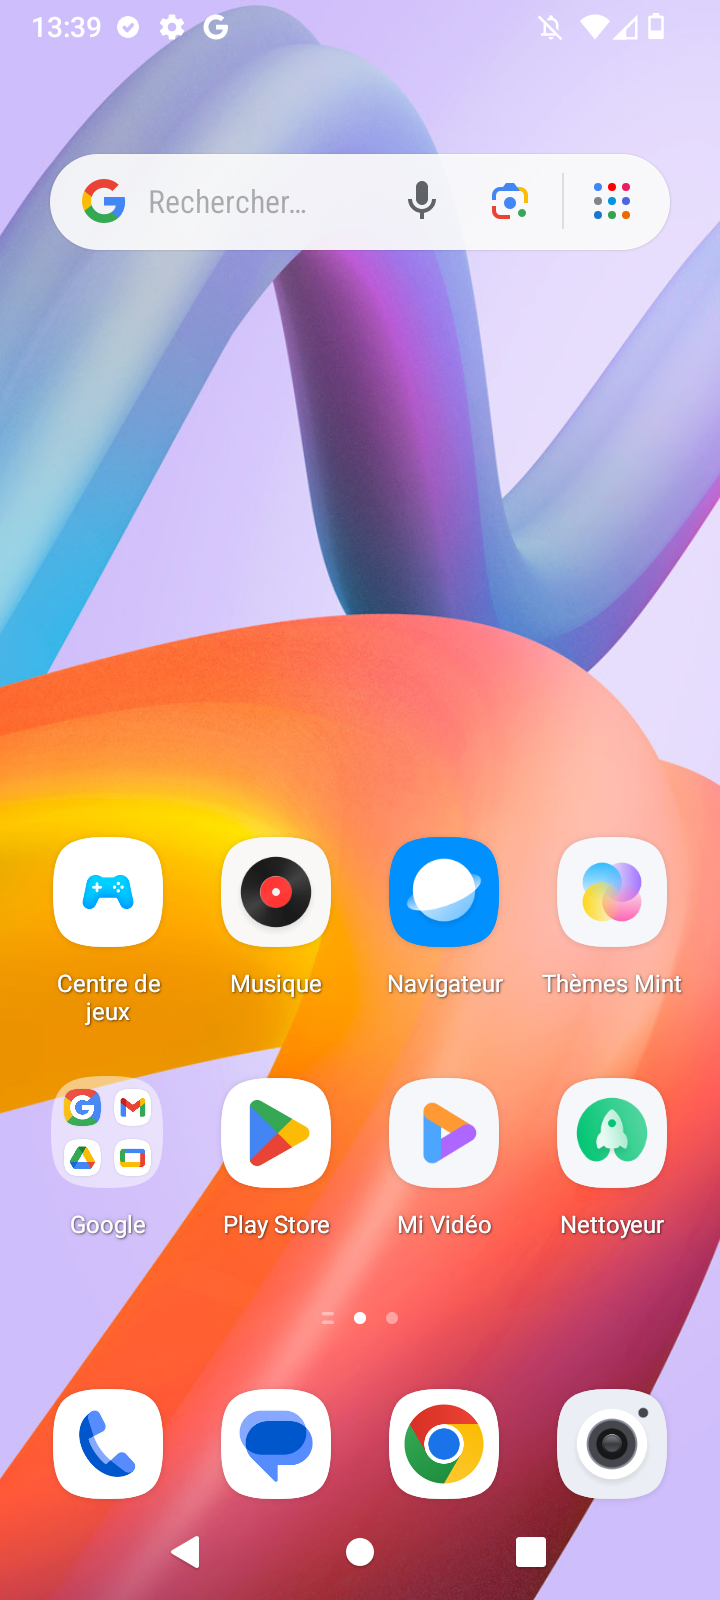 13:39
Rechercher...
Centre de
jeux
Musique
Navigateur
Thèmes Mint
Google
Play Store
Mi Vidéo
Nettoyeur